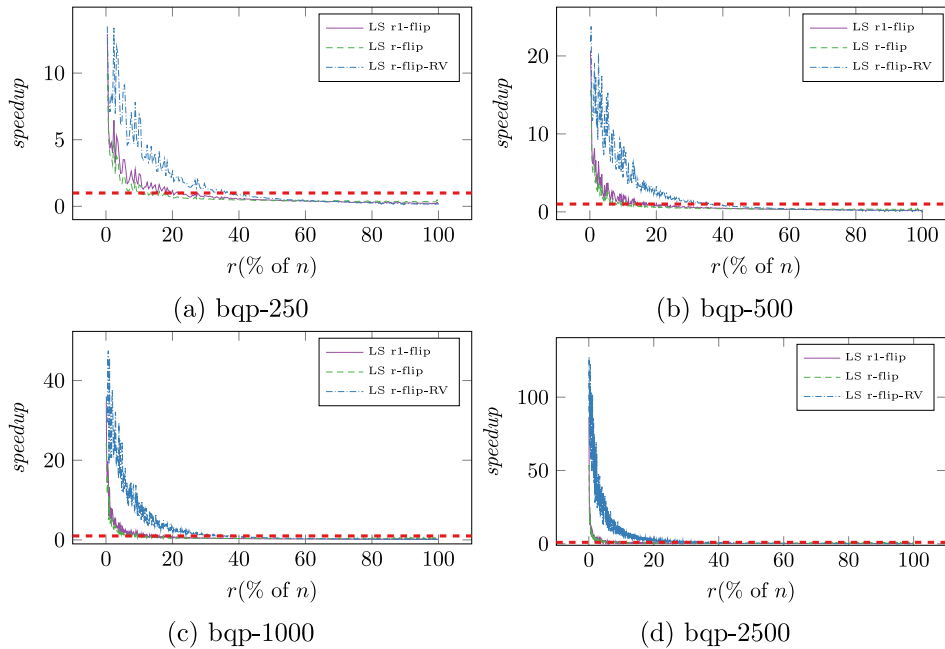 LS r1-flip
LS r-flip
LS r-flip-RV
10
5
0
speedup
0 20 40 60 80 100
r(% of n)
(a) bqp-250
LS r1-flip
LS r-flip
LS r-flip-RV
20
10
0
speedup
0 20 40 60 80 100
r(% of n)
(b) bqp-500
LS r1-flip
LS r-flip
LS r-flip-RV
40
20
0
speedup
0 20 40 60 80 100
r(% of n)
(c) bqp-1000
LS r1-flip
LS r-flip
LS r-flip-RV
100
50
0
speedup
0 20 40 60 80 100
r(% of n)
(d) bqp-2500